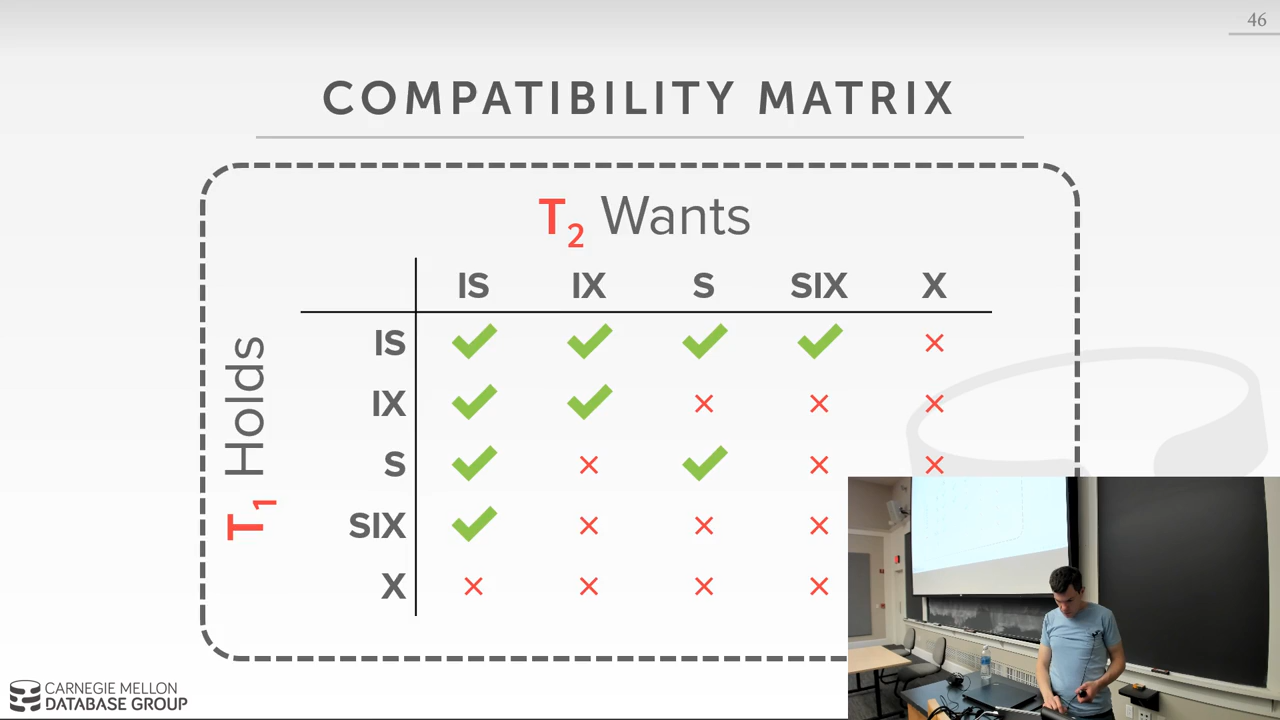 46
COMPATIBILITY MATRIX
T2 Wants
IS IX S SIX X
T1 Holds
IS ✓ ✓ ✓ ✓ ×
IX ✓ ✓ × × ×
S ✓ × ✓ × ×
SIX ✓ × × ×
X × × × ×
CARNEGIE MELLON
DATABASE GROUP